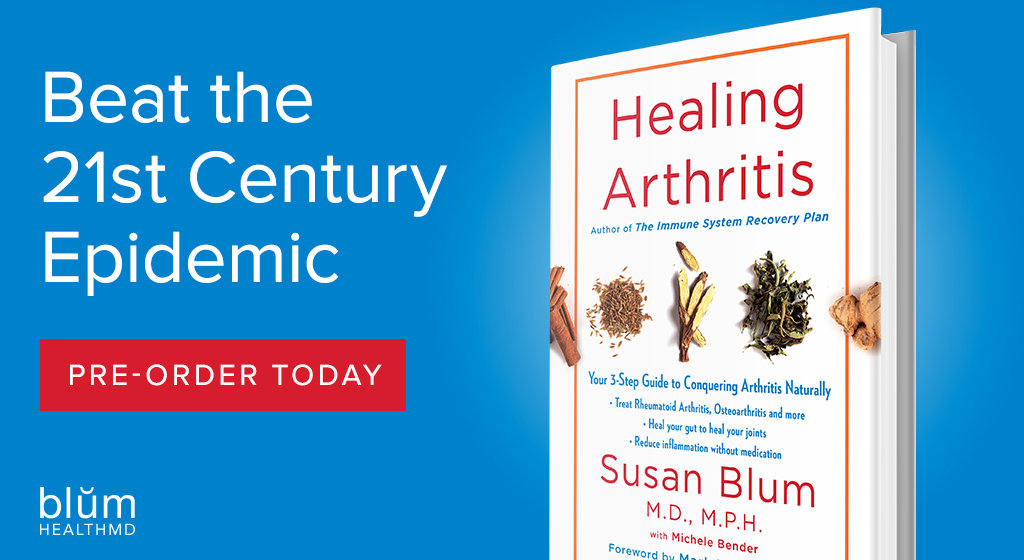 Beat the
21st Century
Epidemic
PRE-ORDER TODAY
blŭm
HEALTHMD
Healing
Arthritis
Author of The Immune System Recovery Plan
Your 3-Step Guide to Conquering Arthritis Naturally
• Treat Rheumatoid Arthritis, Osteoarthritis and more
• Heal your gut to heal your joints
• Reduce inflammation without medication
Susan Blum
M.D., M.P.H.
with Michele Bender
Foreword by